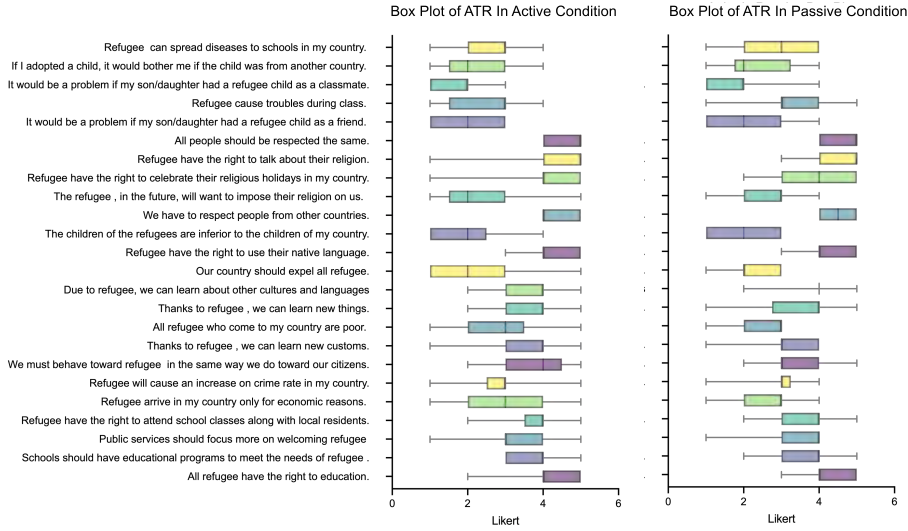 Box Plot of ATR In Active Condition
Box Plot of ATR In Passive Condition
Refugee can spread diseases to schools in my country.
If I adopted a child, it would bother me if the child was from another country.
It would be a problem if my son/daughter had a refugee child as a classmate.
Refugee cause troubles during class.
It would be a problem if my son/daughter had a refugee child as a friend.
All people should be respected the same.
Refugee have the right to talk about their religion.
Refugee have the right to celebrate their religious holidays in my country.
The refugee , in the future, will want to impose their religion on us.
We have to respect people from other countries.
The children of the refugees are inferior to the children of my country.
Refugee have the right to use their native language.
Our country should expel all refugee.
Due to refugee, we can learn about other cultures and languages
Thanks to refugee , we can learn new things.
All refugee who come to my country are poor.
Thanks to refugee , we can learn new customs.
We must behave toward refugee in the same way we do toward our citizens.
Refugee will cause an increase on crime rate in my country.
Refugee arrive in my country only for economic reasons.
Refugee have the right to attend school classes along with local residents.
Public services should focus more on welcoming refugee
Schools should have educational programs to meet the needs of refugee .
All refugee have the right to education.
0 2 4 6
0 2 4 6
Likert
Likert